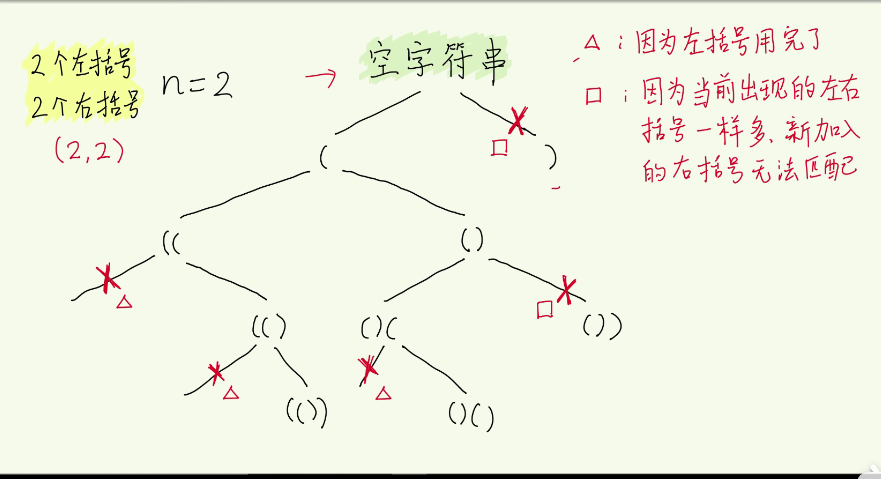 2个左括号
2个右括号
(2,2)
n=2
→ 空字符串
△：因为左括号用完了
□：因为当前出现的左右
括号一样多、新加入
的右括号无法匹配
□
(
)
((
()
△
□
(()
()(
())
△
△
(())
()()